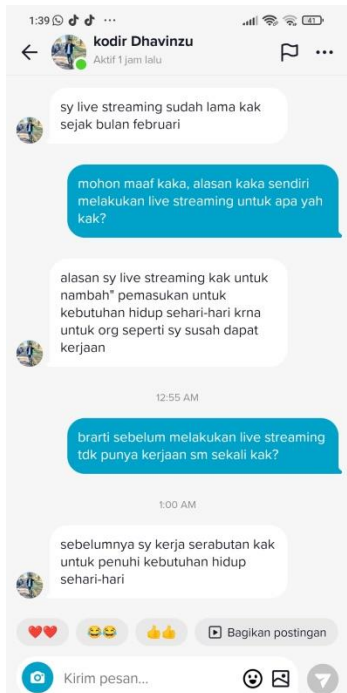 1:39
41
kodir Dhavinzu
Aktif 1 jam lalu
sy live streaming sudah lama kak
sejak bulan februari
mohon maaf kaka, alasan kaka sendiri
melakukan live streaming untuk apa yah
kak?
alasan sy live streaming kak untuk
nambah" pemasukan untuk
kebutuhan hidup sehari-hari krna
untuk org seperti sy susah dapat
kerjaan
12:55 AM
brarti sebelum melakukan live streaming
tdk punya kerjaan sm sekali kak?
1:00 AM
sebelumnya sy kerja serabutan kak
untuk penuhi kebutuhan hidup
sehari-hari
Bagikan postingan
Kirim pesan...